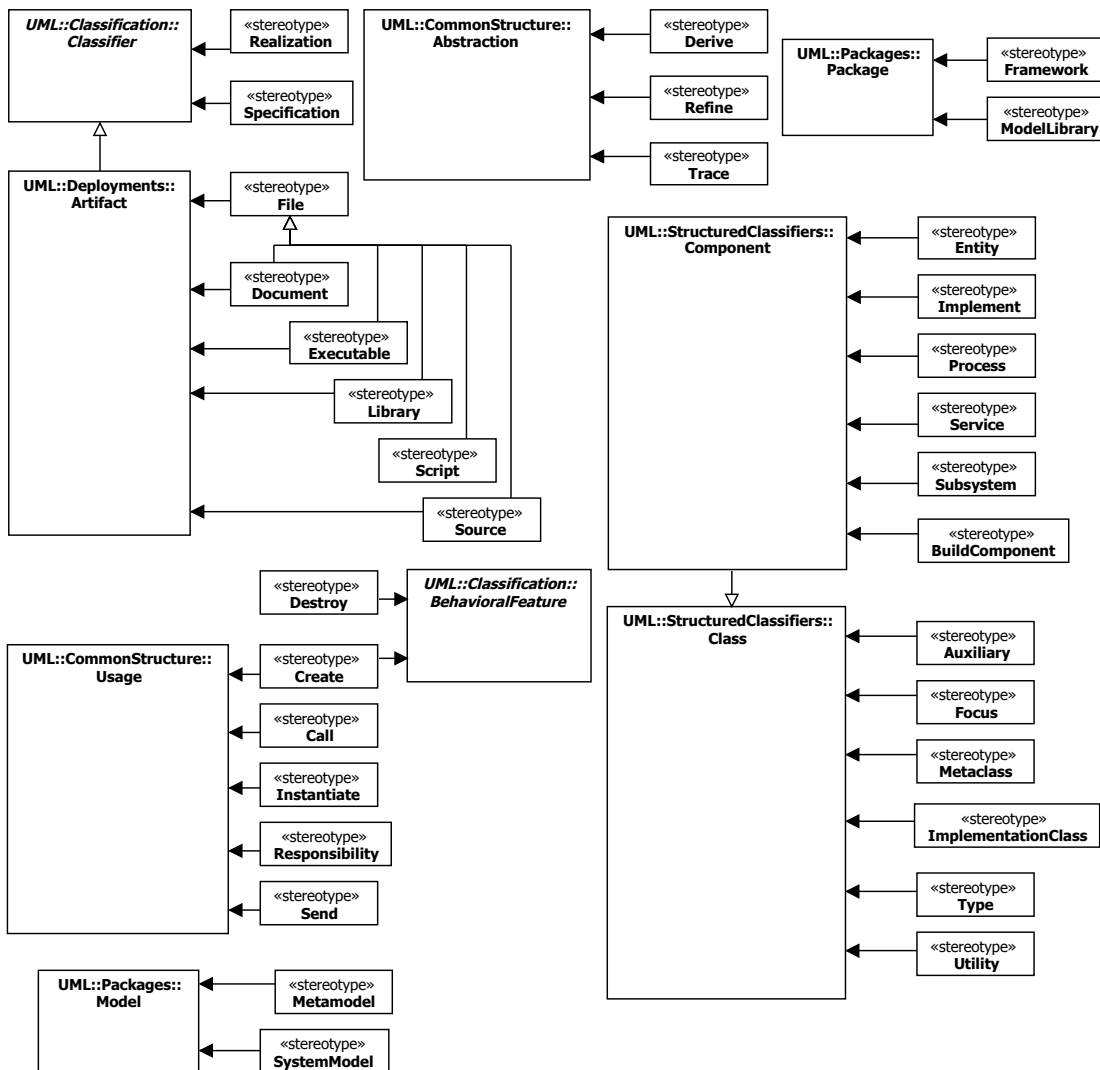 UML::Classification::
Classifier
«stereotype»
Realization
«stereotype»
Specification
UML::CommonStructure::
Abstraction
«stereotype»
Derive
«stereotype»
Refine
«stereotype»
Trace
UML::Packages::
Package
«stereotype»
Framework
«stereotype»
ModelLibrary
UML::Deployments::
Artifact
«stereotype»
File
«stereotype»
Document
«stereotype»
Executable
«stereotype»
Library
«stereotype»
Script
«stereotype»
Source
UML::StructuredClassifiers::
Component
«stereotype»
Entity
«stereotype»
Implement
«stereotype»
Process
«stereotype»
Service
«stereotype»
Subsystem
«stereotype»
BuildComponent
«stereotype»
Destroy
UML::Classification::
BehavioralFeature
UML::CommonStructure::
Usage
«stereotype»
Create
«stereotype»
Call
«stereotype»
Instantiate
«stereotype»
Responsibility
«stereotype»
Send
UML::StructuredClassifiers::
Class
«stereotype»
Auxiliary
«stereotype»
Focus
«stereotype»
Metaclass
«stereotype»
ImplementationClass
«stereotype»
Type
«stereotype»
Utility
UML::Packages::
Model
«stereotype»
Metamodel
«stereotype»
SystemModel